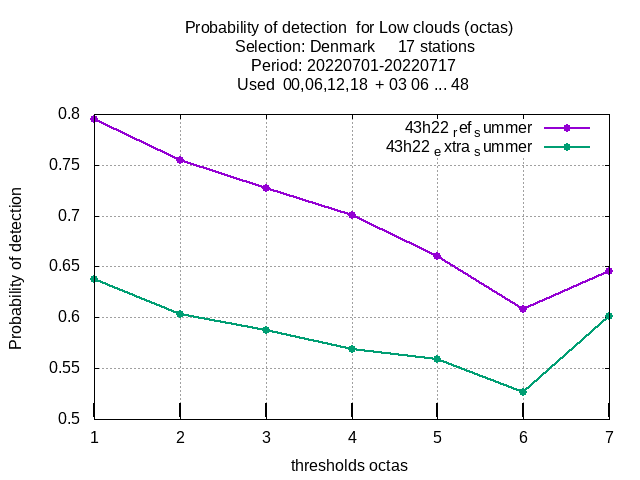 Probability of detection  for Low clouds (octas)
Selection: Denmark     17 stations
Period: 20220701-20220717
Used  00,06,12,18  + 03 06 ... 48
43h22 ref summer
43h22 extra summer
0.8
0.75
0.7
0.65
0.6
0.55
0.5
Probability of detection
1 2 3 4 5 6 7
thresholds octas